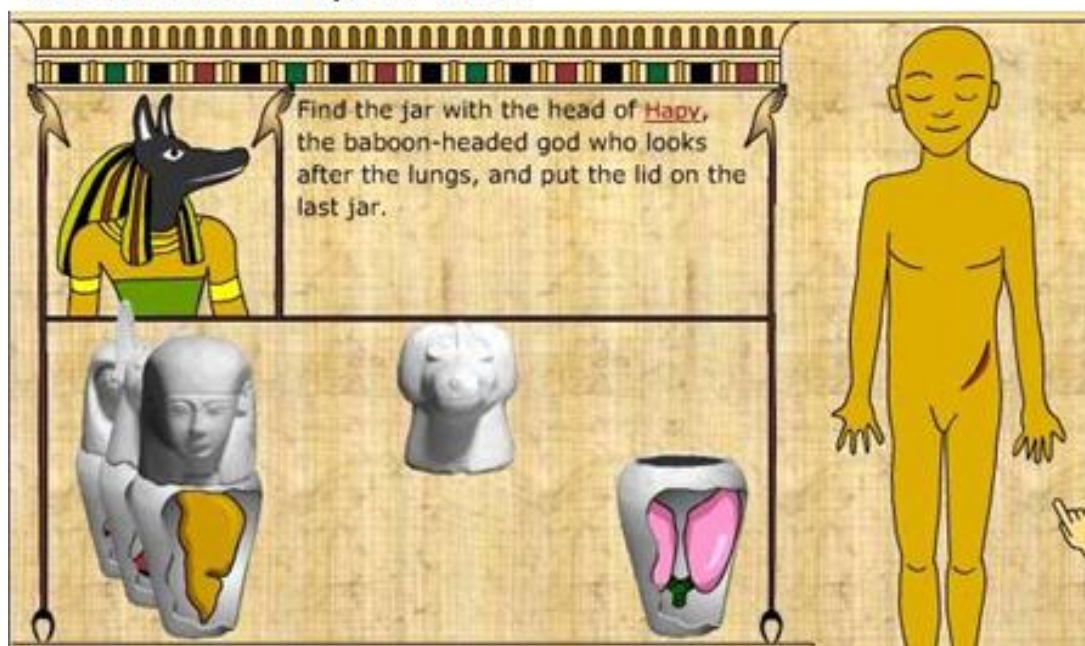 Find the jar with the head of Hapy,
the baboon-headed god who looks
after the lungs, and put the lid on the
last jar.